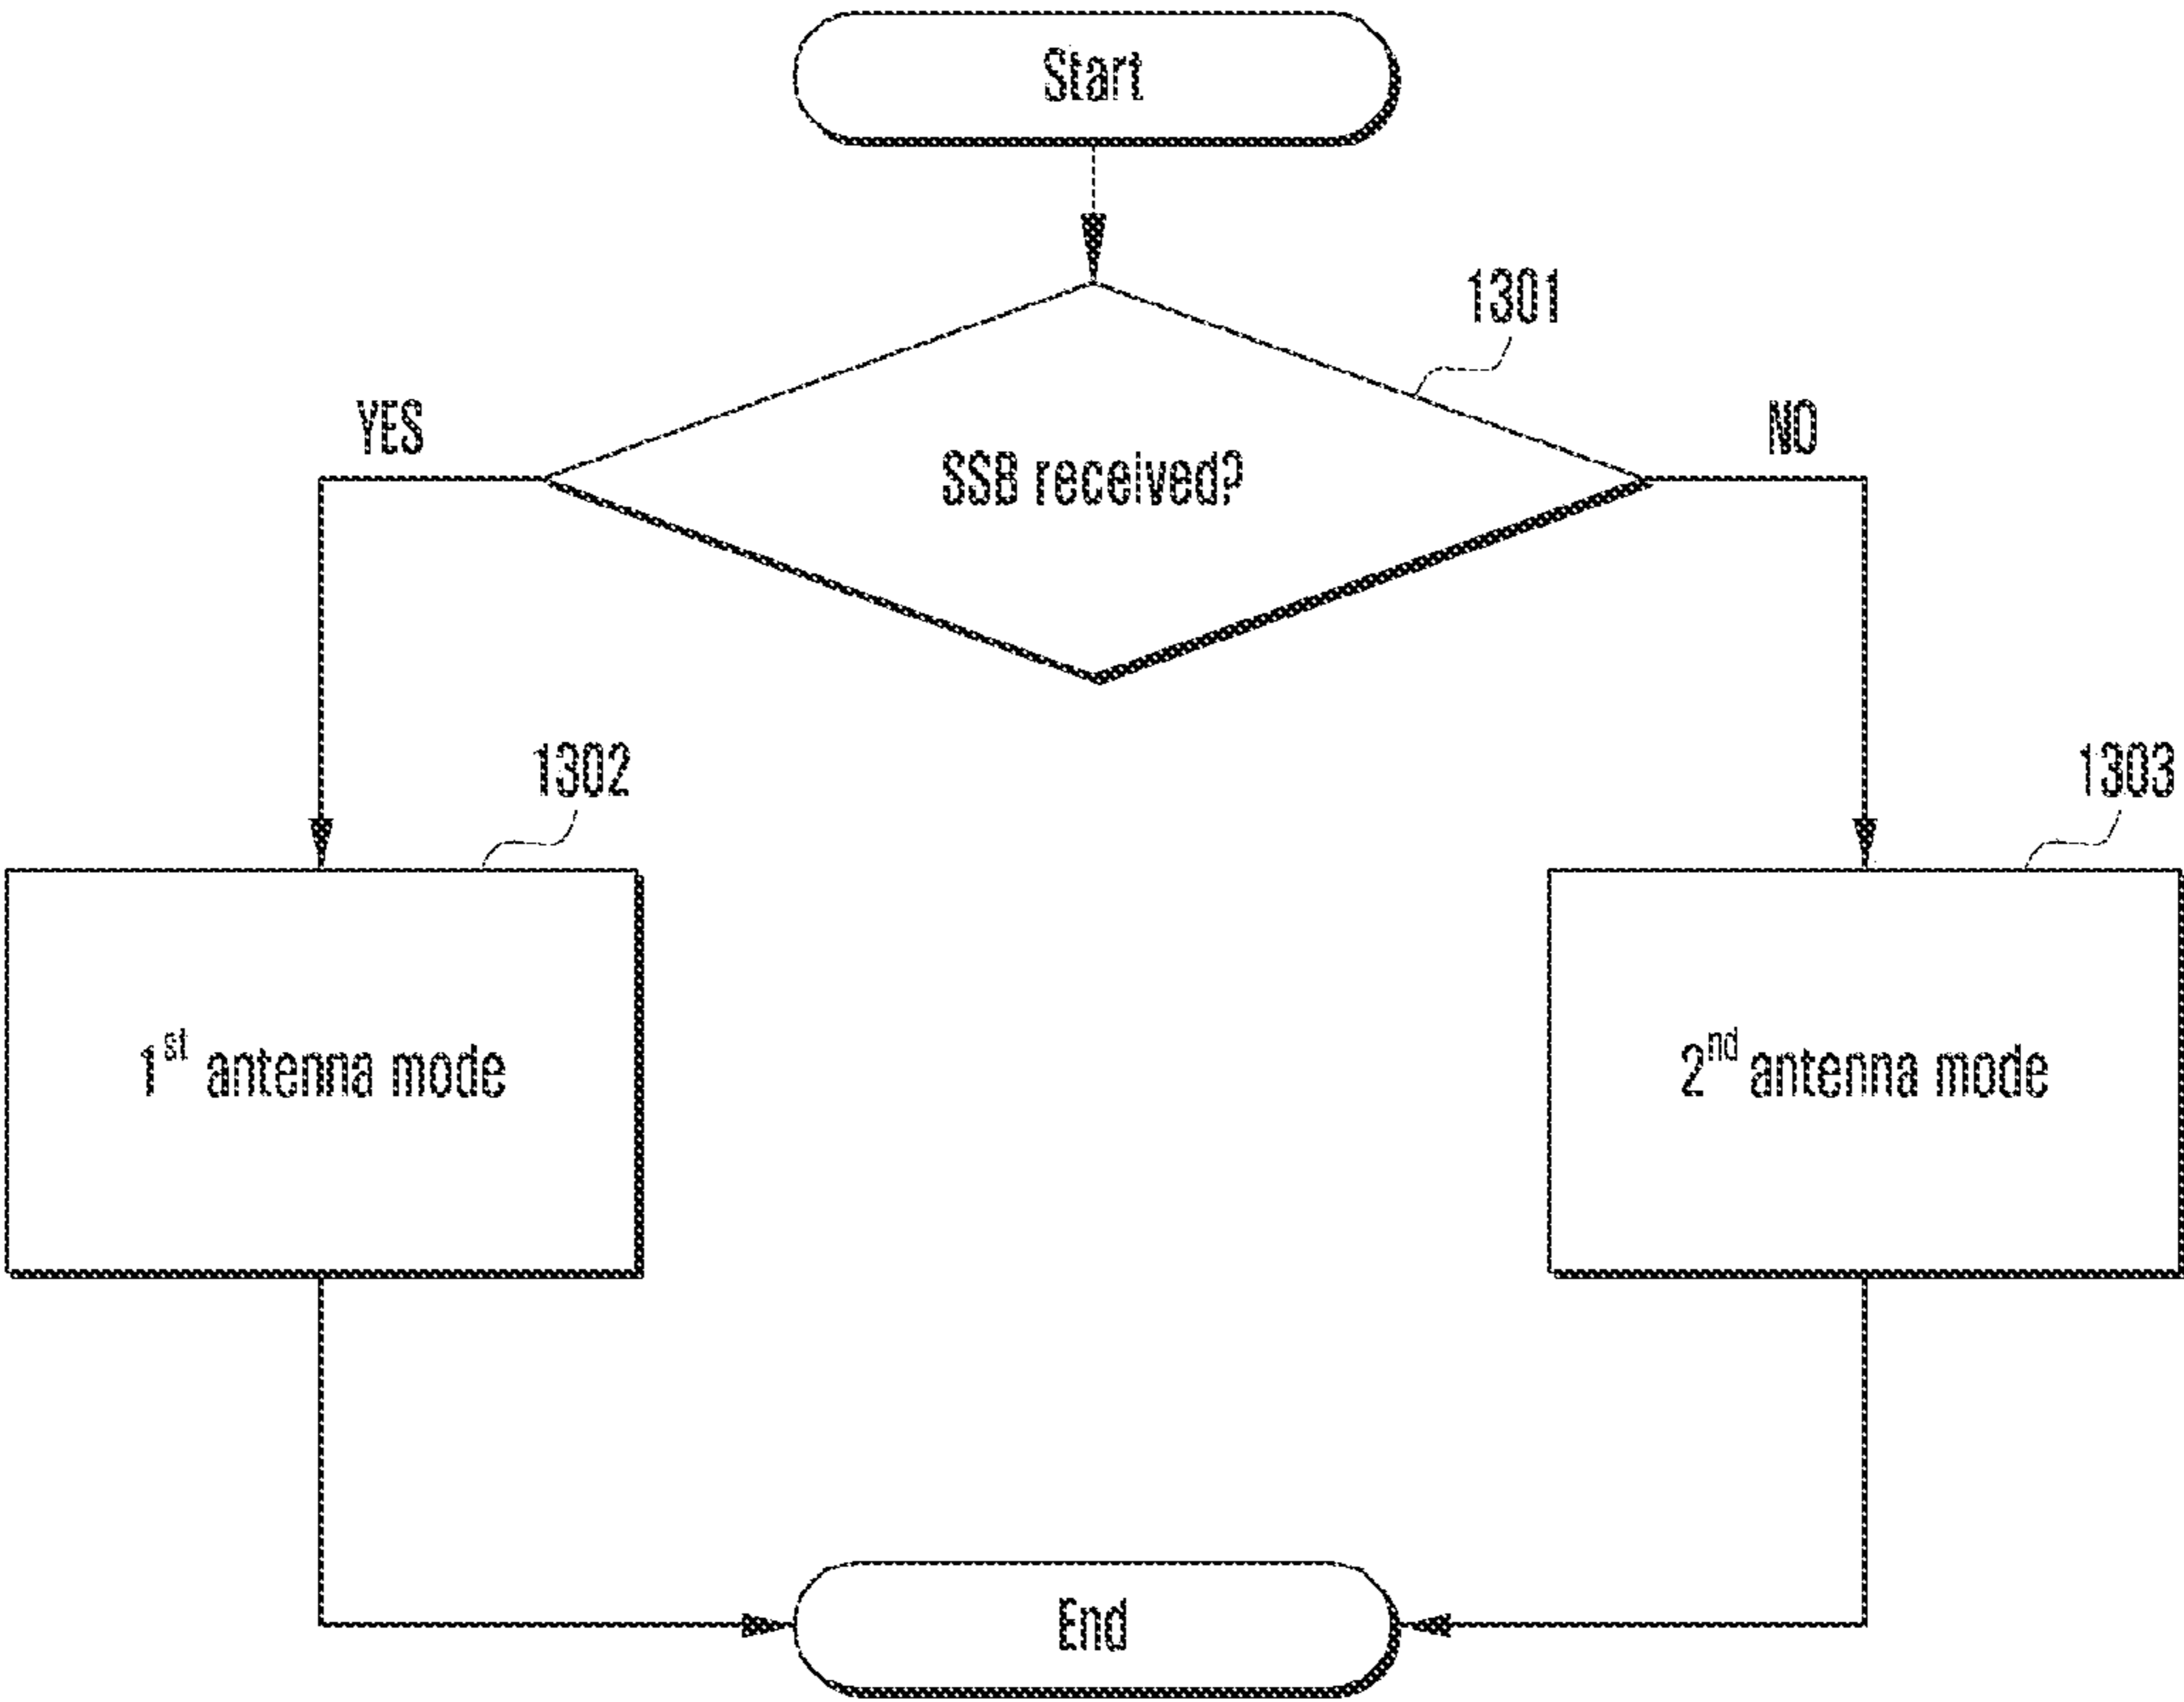 Start
1301
YES
NO
SSB received?
1302
1303
1st antenna mode
2nd antenna mode
End